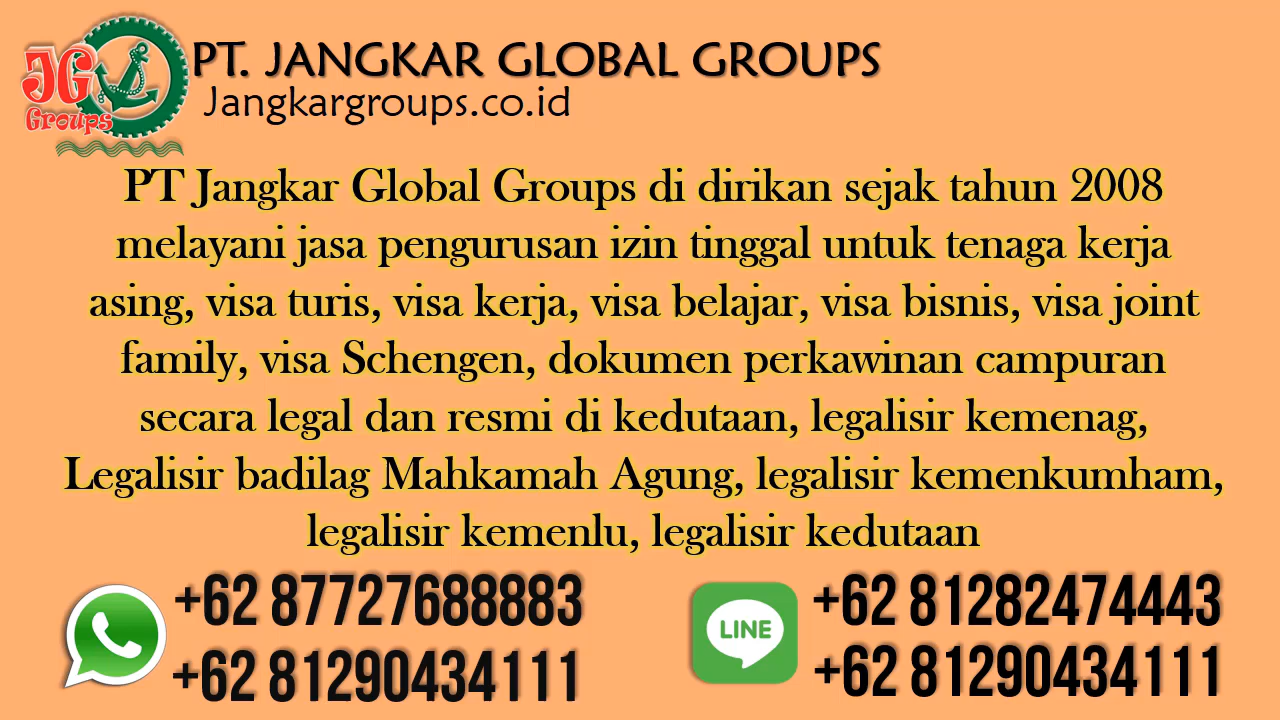 JG
Groups
PT. JANGKAR GLOBAL GROUPS
Jangkargroups.co.id
PT Jangkar Global Groups di dirikan sejak tahun 2008
melayani jasa pengurusan izin tinggal untuk tenaga kerja
asing, visa turis, visa kerja, visa belajar, visa bisnis, visa joint
family, visa Schengen, dokumen perkawinan campuran
secara legal dan resmi di kedutaan, legalisir kemenag,
Legalisir badilag Mahkamah Agung, legalisir kemenkumham,
legalisir kemenlu, legalisir kedutaan
+62 87727688883
+62 81290434111
LINE
+62 81282474443
+62 81290434111